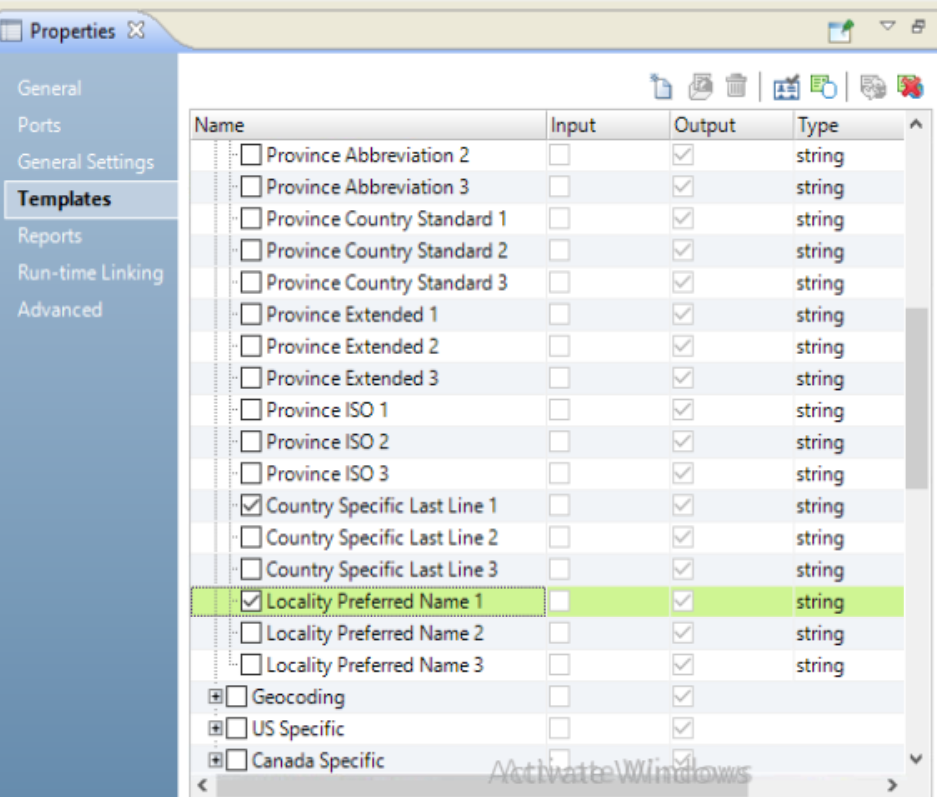 Properties
General
Ports
General Settings
Templates
Reports
Run-time Linking
Advanced
Name Input Output Type
Province Abbreviation 2 string
Province Abbreviation 3 string
Province Country Standard 1 string
Province Country Standard 2 string
Province Country Standard 3 string
Province Extended 1 string
Province Extended 2 string
Province Extended 3 string
Province ISO 1 string
Province ISO 2 string
Province ISO 3 string
Country Specific Last Line 1 string
Country Specific Last Line 2 string
Country Specific Last Line 3 string
Locality Preferred Name 1 string
Locality Preferred Name 2 string
Locality Preferred Name 3 string
Geocoding
US Specific
Canada Specific
Activate Windows